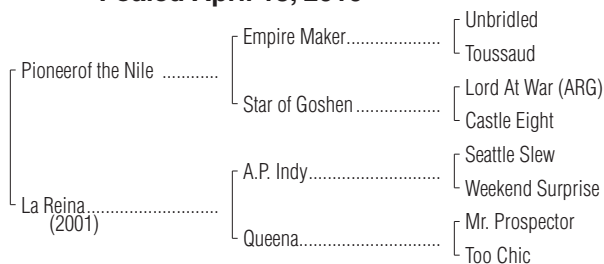 Unbridled
Empire Maker....................
Toussaud
Pioneerof the Nile ............
Lord At War (ARG)
Star of Goshen..................
Castle Eight
Seattle Slew
A.P. Indy............................
Weekend Surprise
La Reina............................
(2001)
Mr. Prospector
Queena..............................
Too Chic